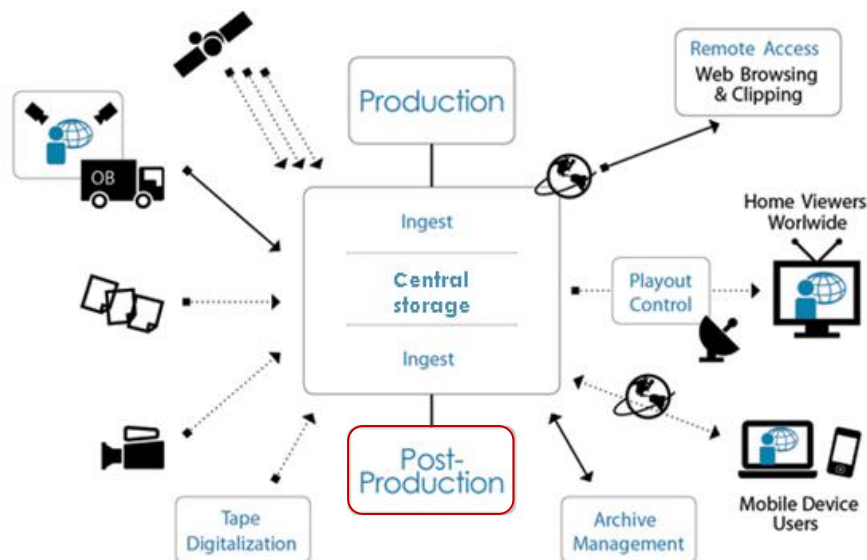 Remote Access
Web Browsing
& Clipping
Production
OB
Home Viewers
Worlwide
Ingest
Central
storage
Playout
Control
Ingest
Post-
Production
Tape
Digitalization
Archive
Management
Mobile Device
Users